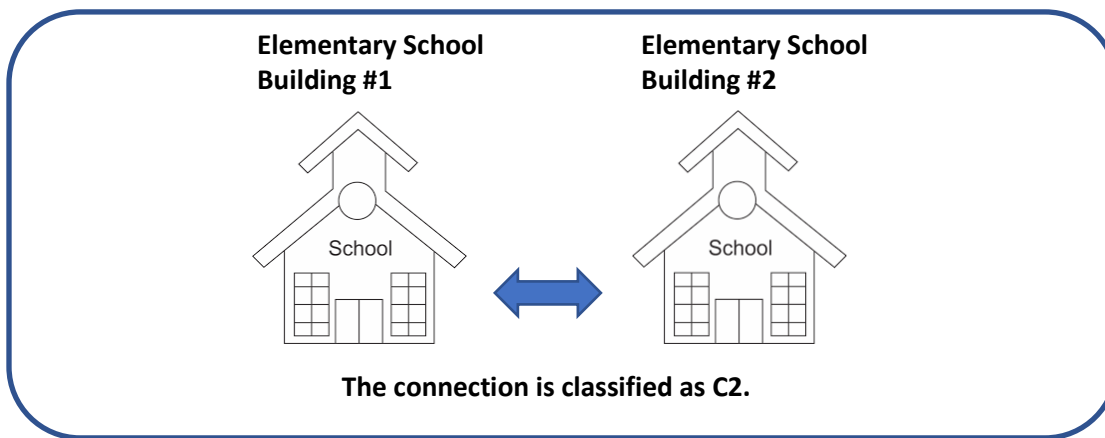 Elementary School
Building #1
Elementary School
Building #2
School
School
The connection is classified as C2.